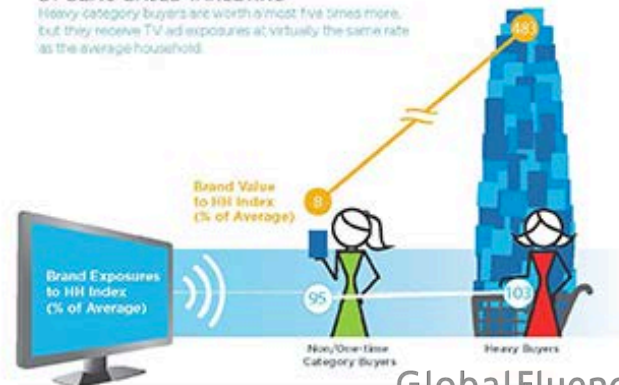 Heavy category buyers are worth almost five times more,
but they receive TV ad exposures at virtually the same rate
as the average household.
483
Brand Value
to HH Index
(% of Average)
8
Brand Exposures
to HH Index
(% of Average)
95
103
Non/One-time
Category Buyers
Heavy Buyers